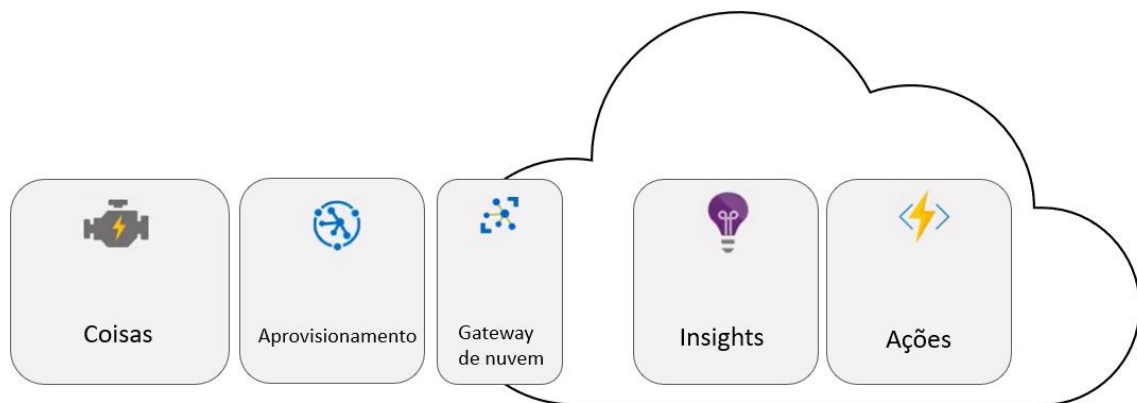 Coisas
Aprovisionamento
Gateway
de nuvem
Insights
Ações